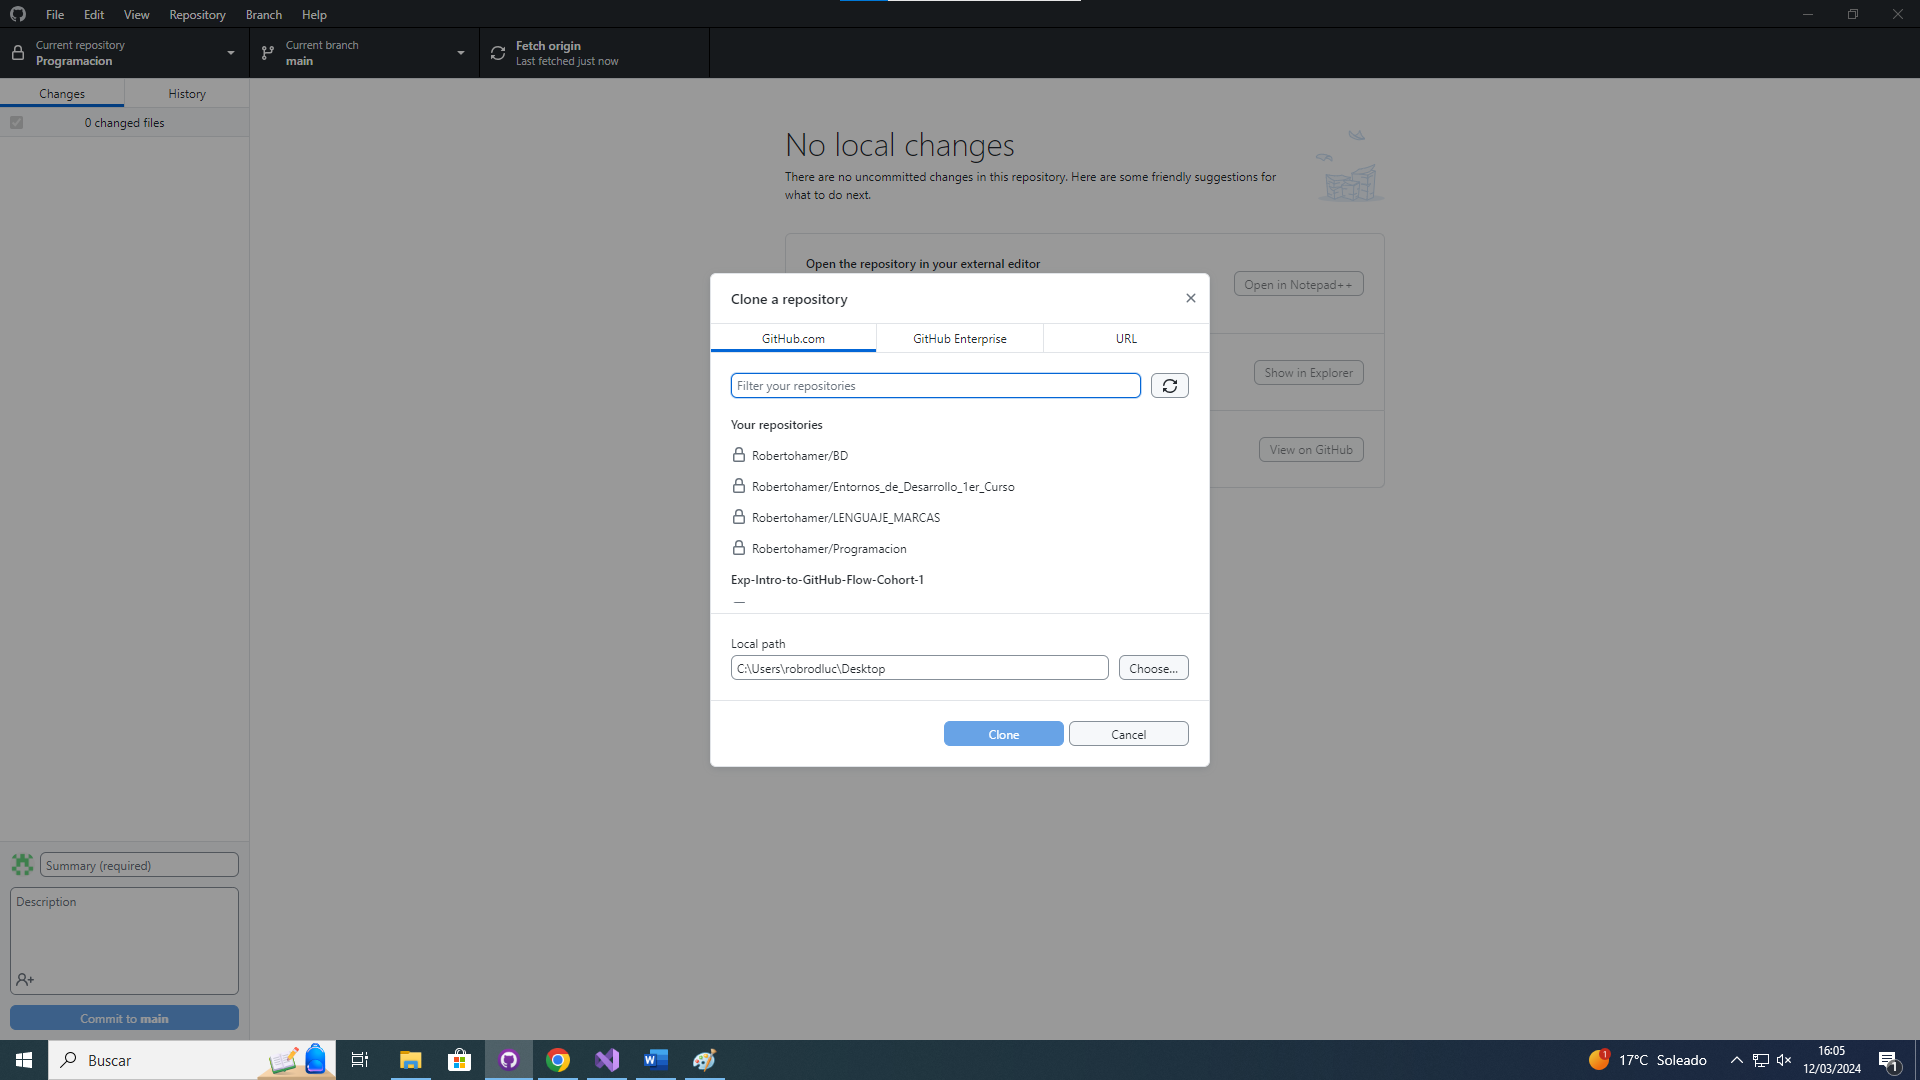 File Edit View Repository Branch Help
Current repository
Programacion
Current branch
main
Fetch origin
Last fetched just now
Changes History
0 changed files
No local changes
There are no uncommitted changes in this repository. Here are some friendly suggestions for
what to do next.
Open the repository in your external editor
Open in Notepad++
Show in Explorer
View on GitHub
Clone a repository
GitHub.com GitHub Enterprise URL
Filter your repositories
Your repositories
Robertohamer/BD
Robertohamer/Entornos_de_Desarrollo_1er_Curso
Robertohamer/LENGUAJE_MARCAS
Robertohamer/Programacion
Exp-Intro-to-GitHub-Flow-Cohort-1
Local path
C:\Users\robrodluc\Desktop
Choose...
Clone Cancel
Summary (required)
Description
Commit to main
Buscar
1
17°C Soleado
16:05
12/03/2024
1